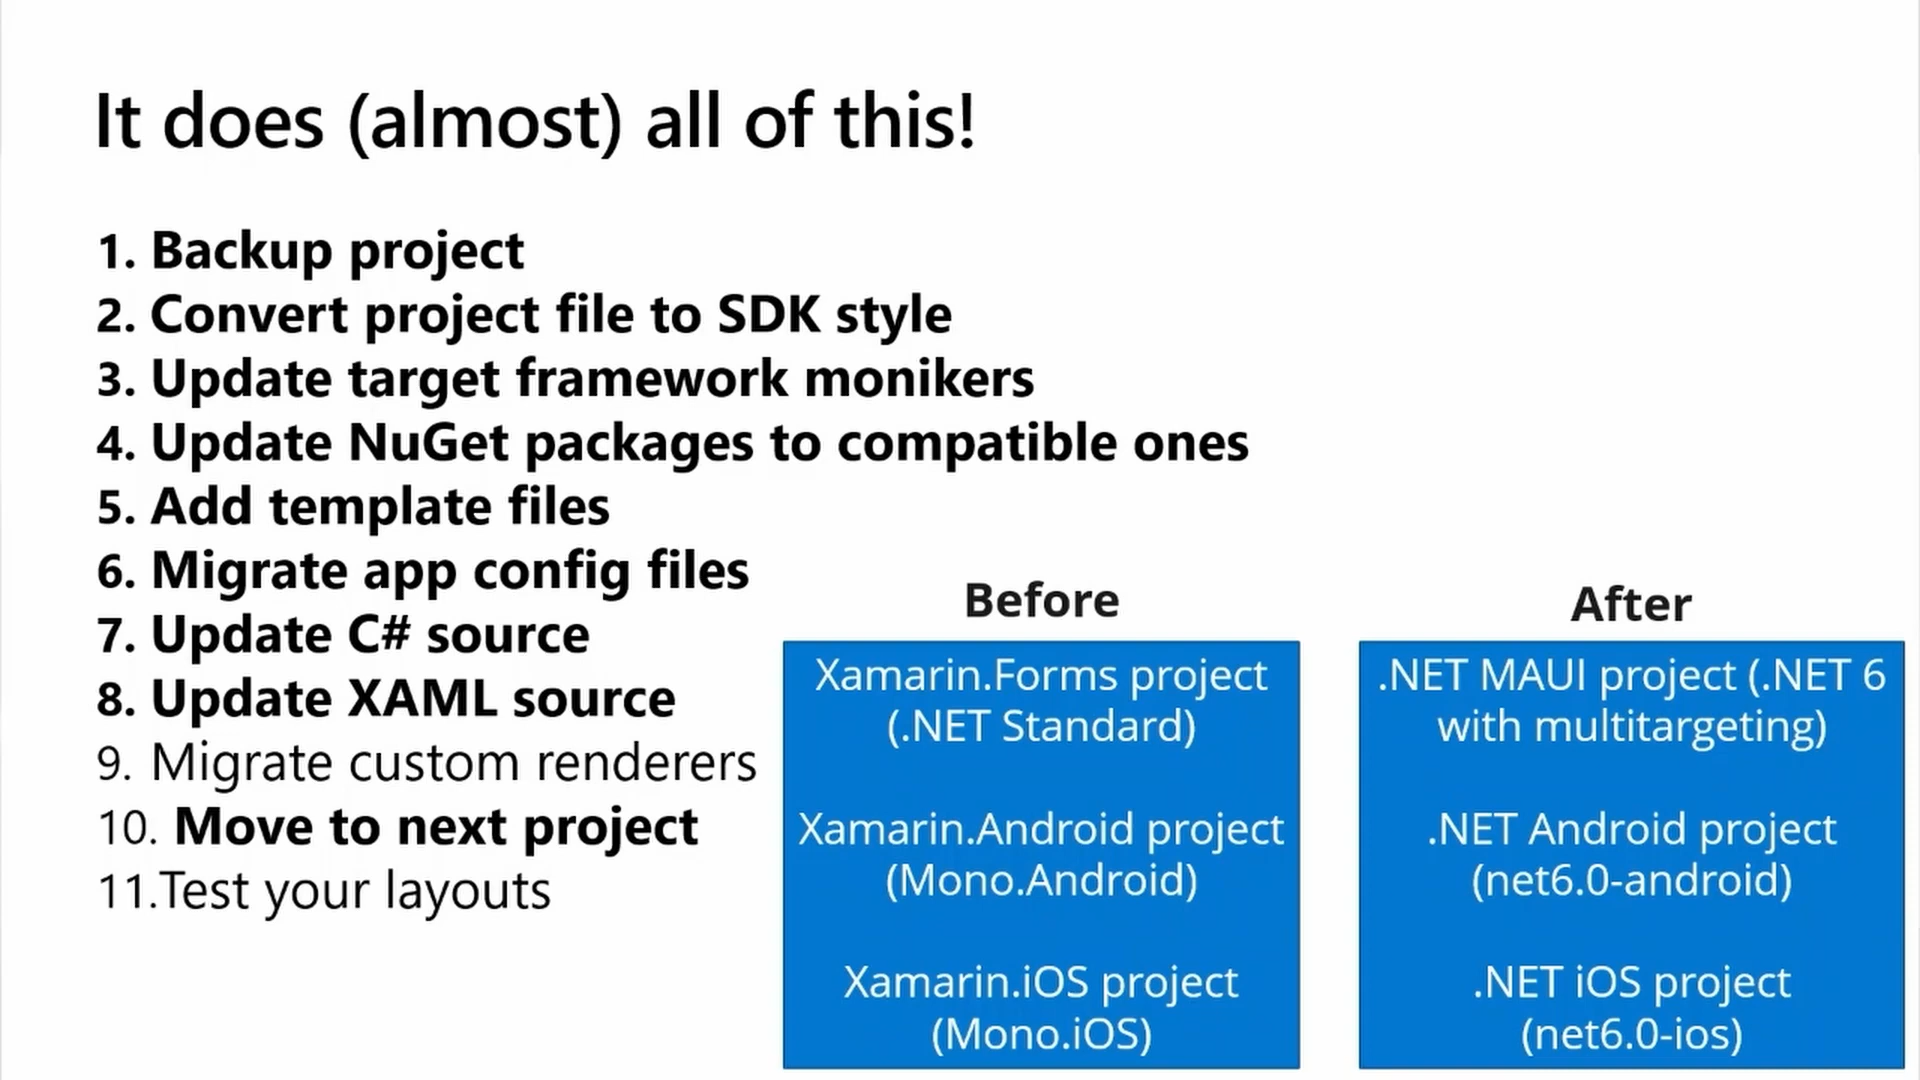 It does (almost) all of this!
1. Backup project
2. Convert project file to SDK style
3. Update target framework monikers
4. Update NuGet packages to compatible ones
5. Add template files
6. Migrate app config files
7. Update C# source
8. Update XAML source
9. Migrate custom renderers
10. Move to next project
11.Test your layouts
Before
Xamarin.Forms project
(.NET Standard)
Xamarin.Android project
(Mono.Android)
Xamarin.iOS project
(Mono.iOS)
After
.NET MAUI project (.NET 6
with multitargeting)
.NET Android project
(net6.0-android)
.NET iOS project
(net6.0-ios)